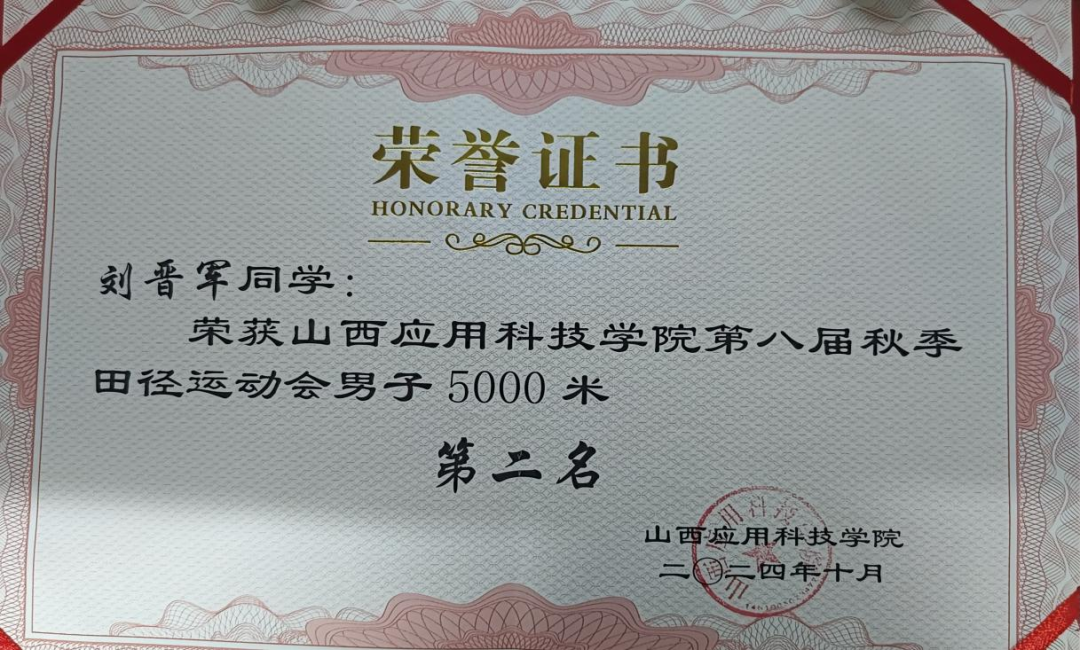 荣誉证书
HONORARY CREDENTIAL
刘晋军同学：
荣获山西应用科技学院第八届秋季
田径运动会男子5000米
第二名
山西应用科技学院
二〇二四年十月